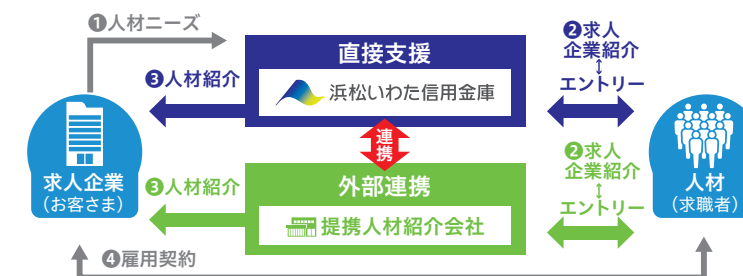 ❶人材ニーズ
直接支援
浜松いわた信用金庫
❷求人
企業紹介
↕
エントリー
❸人材紹介
連携
求人企業
（お客さま）
外部連携
提携人材紹介会社
❸人材紹介
❷求人
企業紹介
↕
エントリー
人材
（求職者）
❹雇用契約